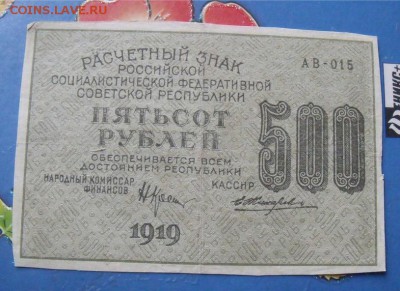 COINS.LAVE.RU
РАСЧЕТНЫЙ ЗНАК
РОССИЙСКОЙ
СОЦИАЛИСТИЧЕСКОЙ ФЕДЕРАТИВНОЙ
СОВЕТСКОЙ РЕСПУБЛИКИ
АВ-015
ПЯТЬСОТ
РУБЛЕЙ
500
ОБЕСПЕЧИВАЕТСЯ ВСЕМ
ДОСТОЯНИЕМ РЕСПУБЛИКИ
НАРОДНЫЙ КОМИССАР
ФИНАНСОВ
КАССИР
1919